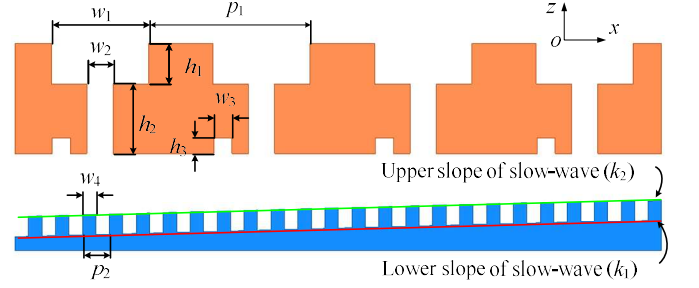 w₁
p₁
z
O
x
w₂
h₁
h₂
w₃
h₃
Upper slope of slow-wave (k₂)
w₄
p₂
Lower slope of slow-wave (k₁)